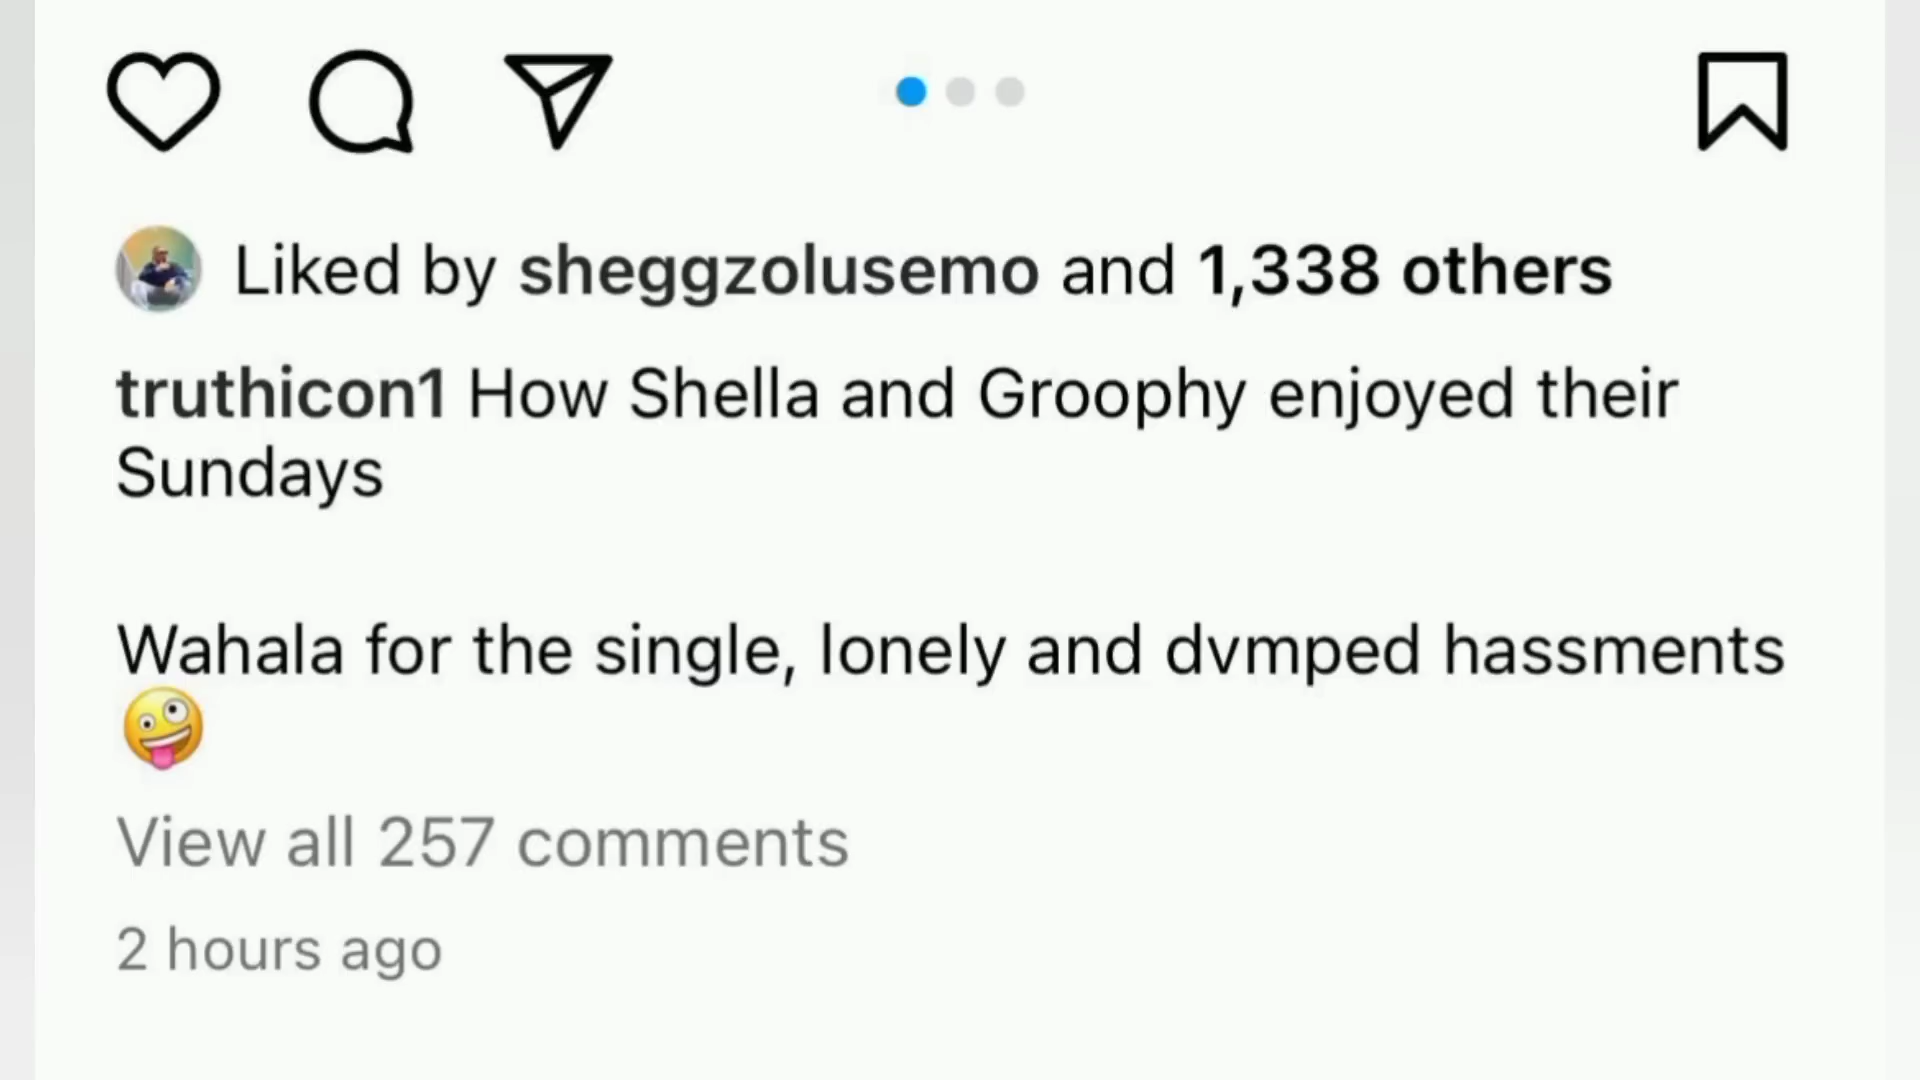 Liked by sheggzolusemo and 1,338 others
truthicon1 How Shella and Groophy enjoyed their
Sundays
Wahala for the single, lonely and dvmped hassments
🤪
View all 257 comments
2 hours ago